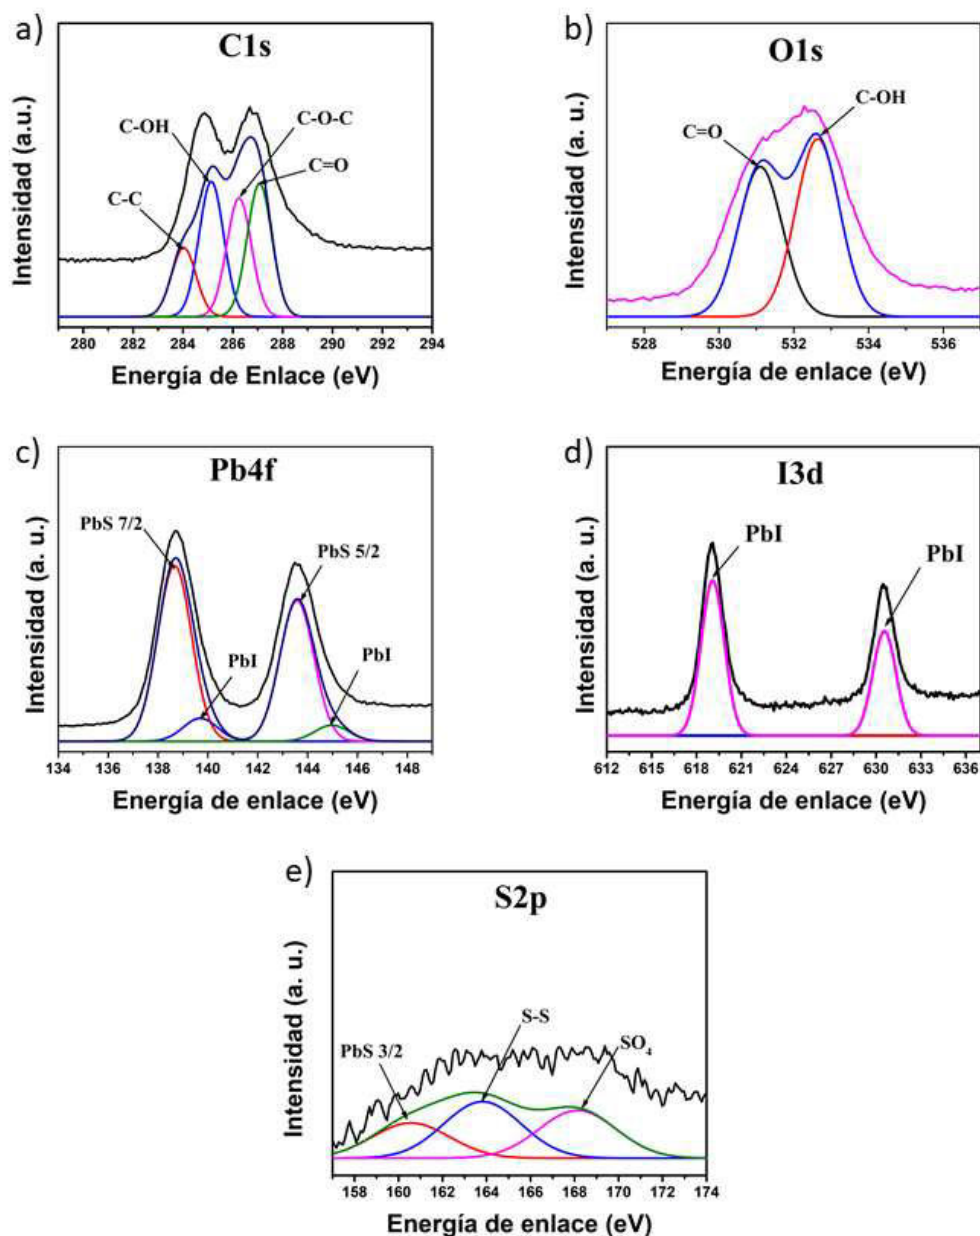 a)
C1s
Intensidad (a.u.)
C-OH
C-O-C
C=O
C-C
280 282 284 286 288 290 292 294
Energía de Enlace (eV)
b)
O1s
Intensidad (a. u.)
C-OH
C=O
528 530 532 534 536
Energía de enlace (eV)
c)
Pb4f
Intensidad (a. u.)
PbS 7/2
PbS 5/2
PbI
PbI
134 136 138 140 142 144 146 148
Energía de enlace (eV)
d)
I3d
Intensidad (a. u.)
PbI
PbI
612 615 618 621 624 627 630 633 636
Energía de enlace (eV)
e)
S2p
Intensidad (a. u.)
S-S
PbS 3/2
SO4
158 160 162 164 166 168 170 172 174
Energía de enlace (eV)